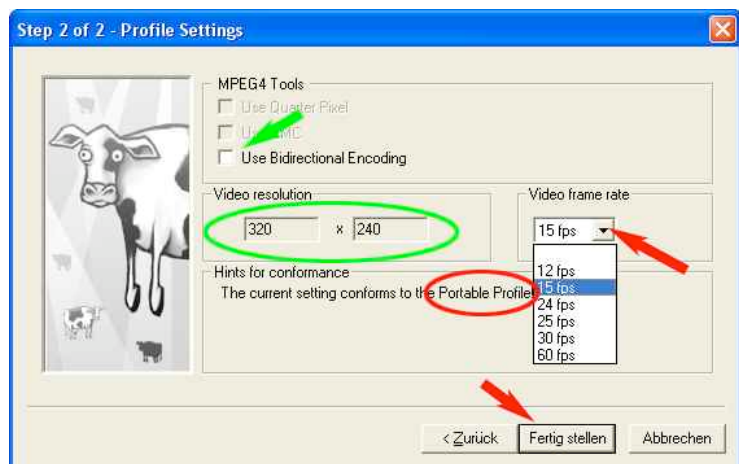 Step 2 of 2 - Profile Settings
MPEG4 Tools
Use Quarter Pixel
Use Bidirectional Encoding
Video resolution
320 x 240
Video frame rate
15 fps
12 fps
15 fps
24 fps
25 fps
30 fps
60 fps
Hints for conformance
The current setting conforms to the Portable Profile
< Zurück
Fertig stellen
Abbrechen